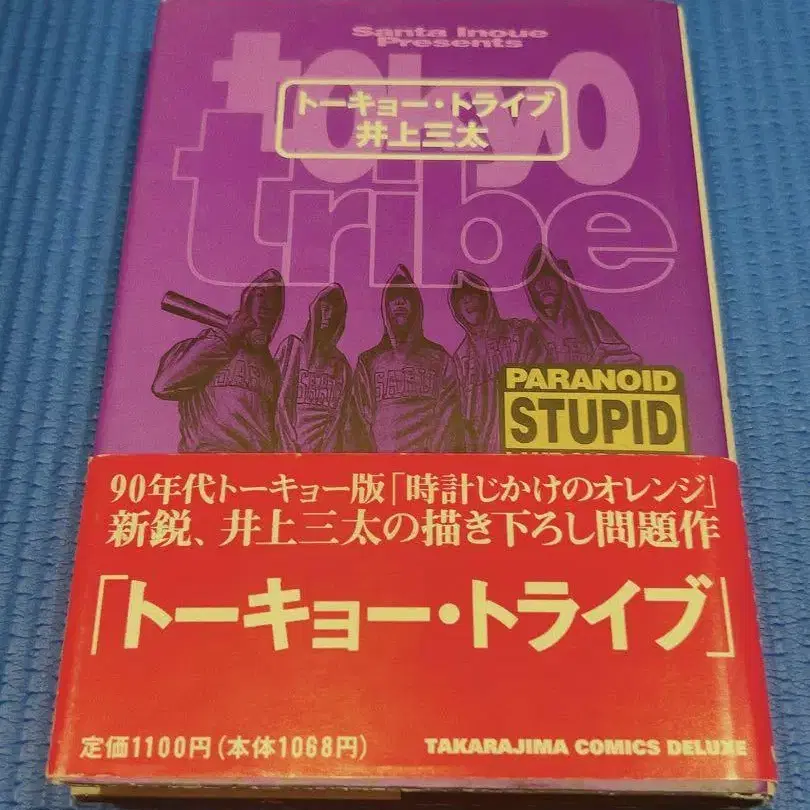 Santa Inoue
Presents
tokyo
tribe
トーキョー・トライブ
井上三太
PARANOID
STUPID
90年代トーキョー版「時計じかけのオレンジ」
新鋭、井上三太の描き下ろし問題作
「トーキョー・トライブ」
定価1100円(本体1068円)
TAKARAJIMA COMICS DELUXE